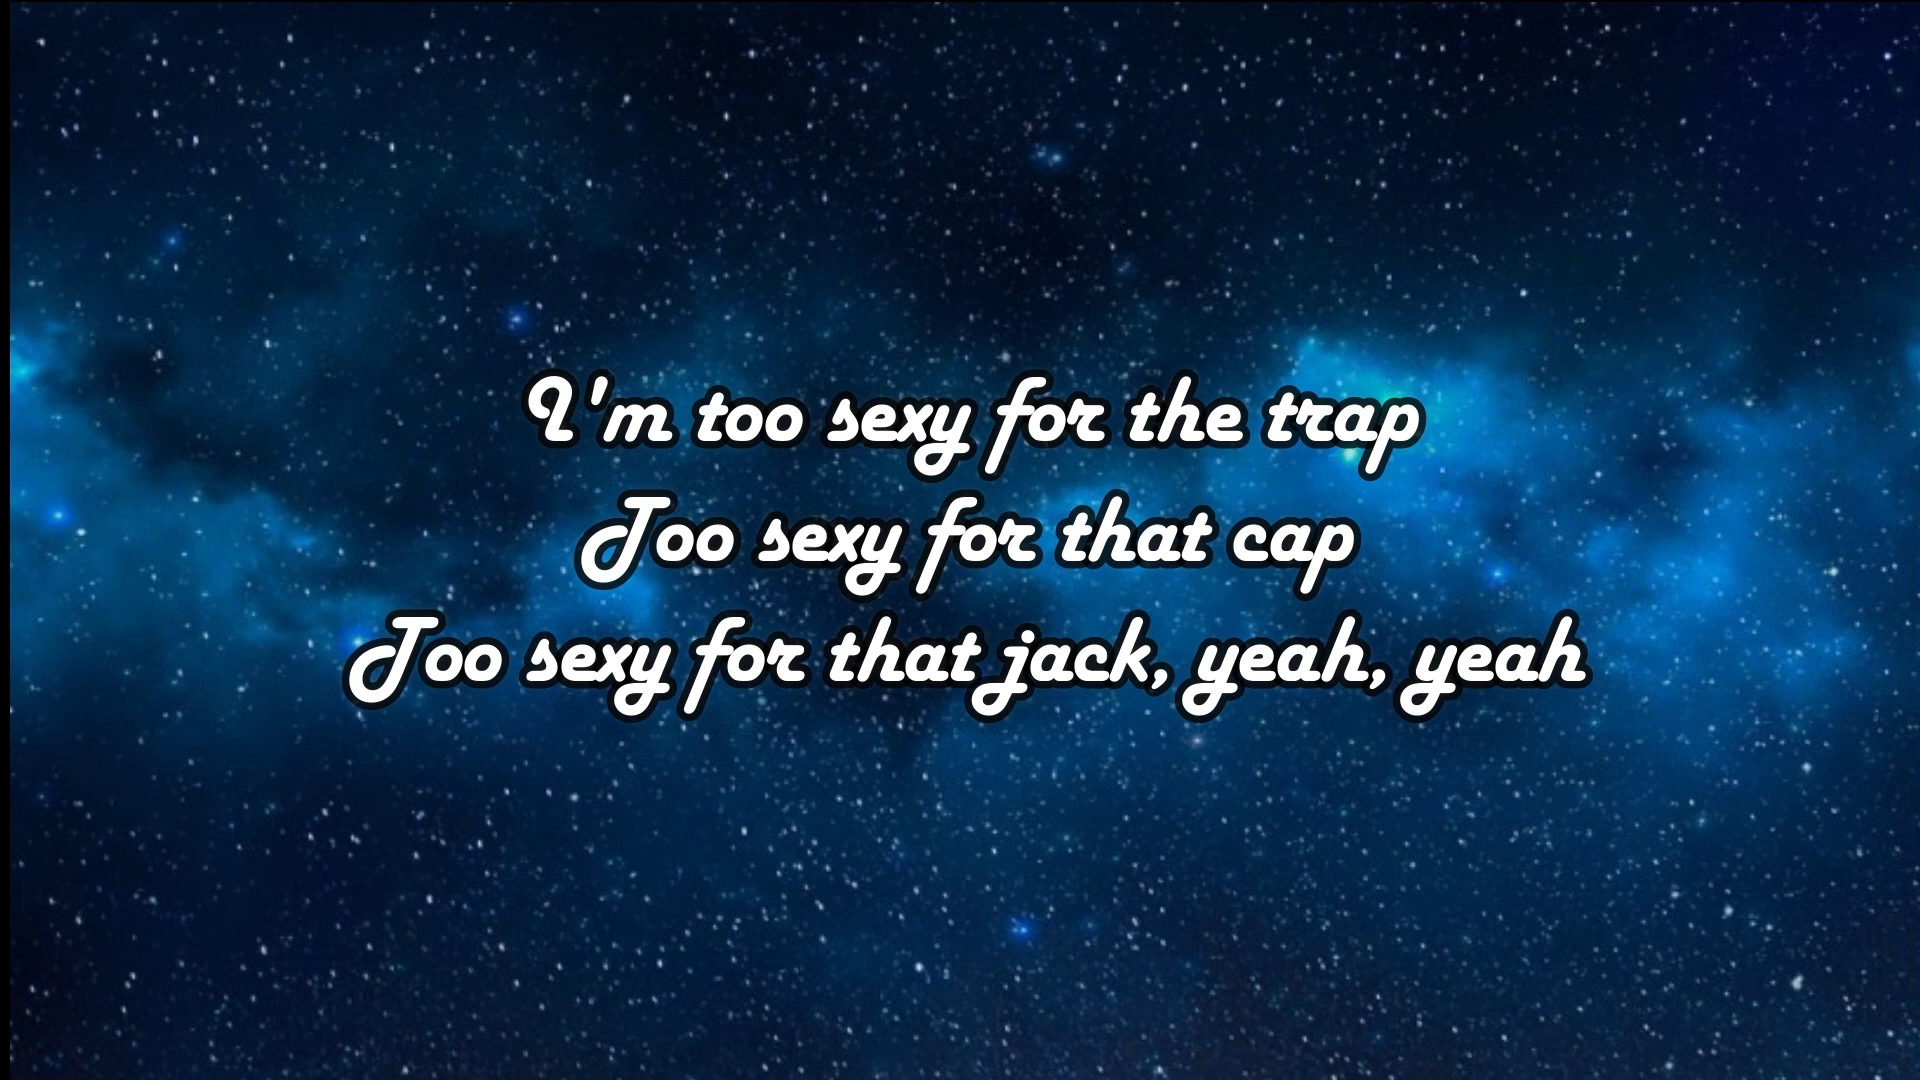 I'm too sexy for the trap
Too sexy for that cap
Too sexy for that jack, yeah, yeah